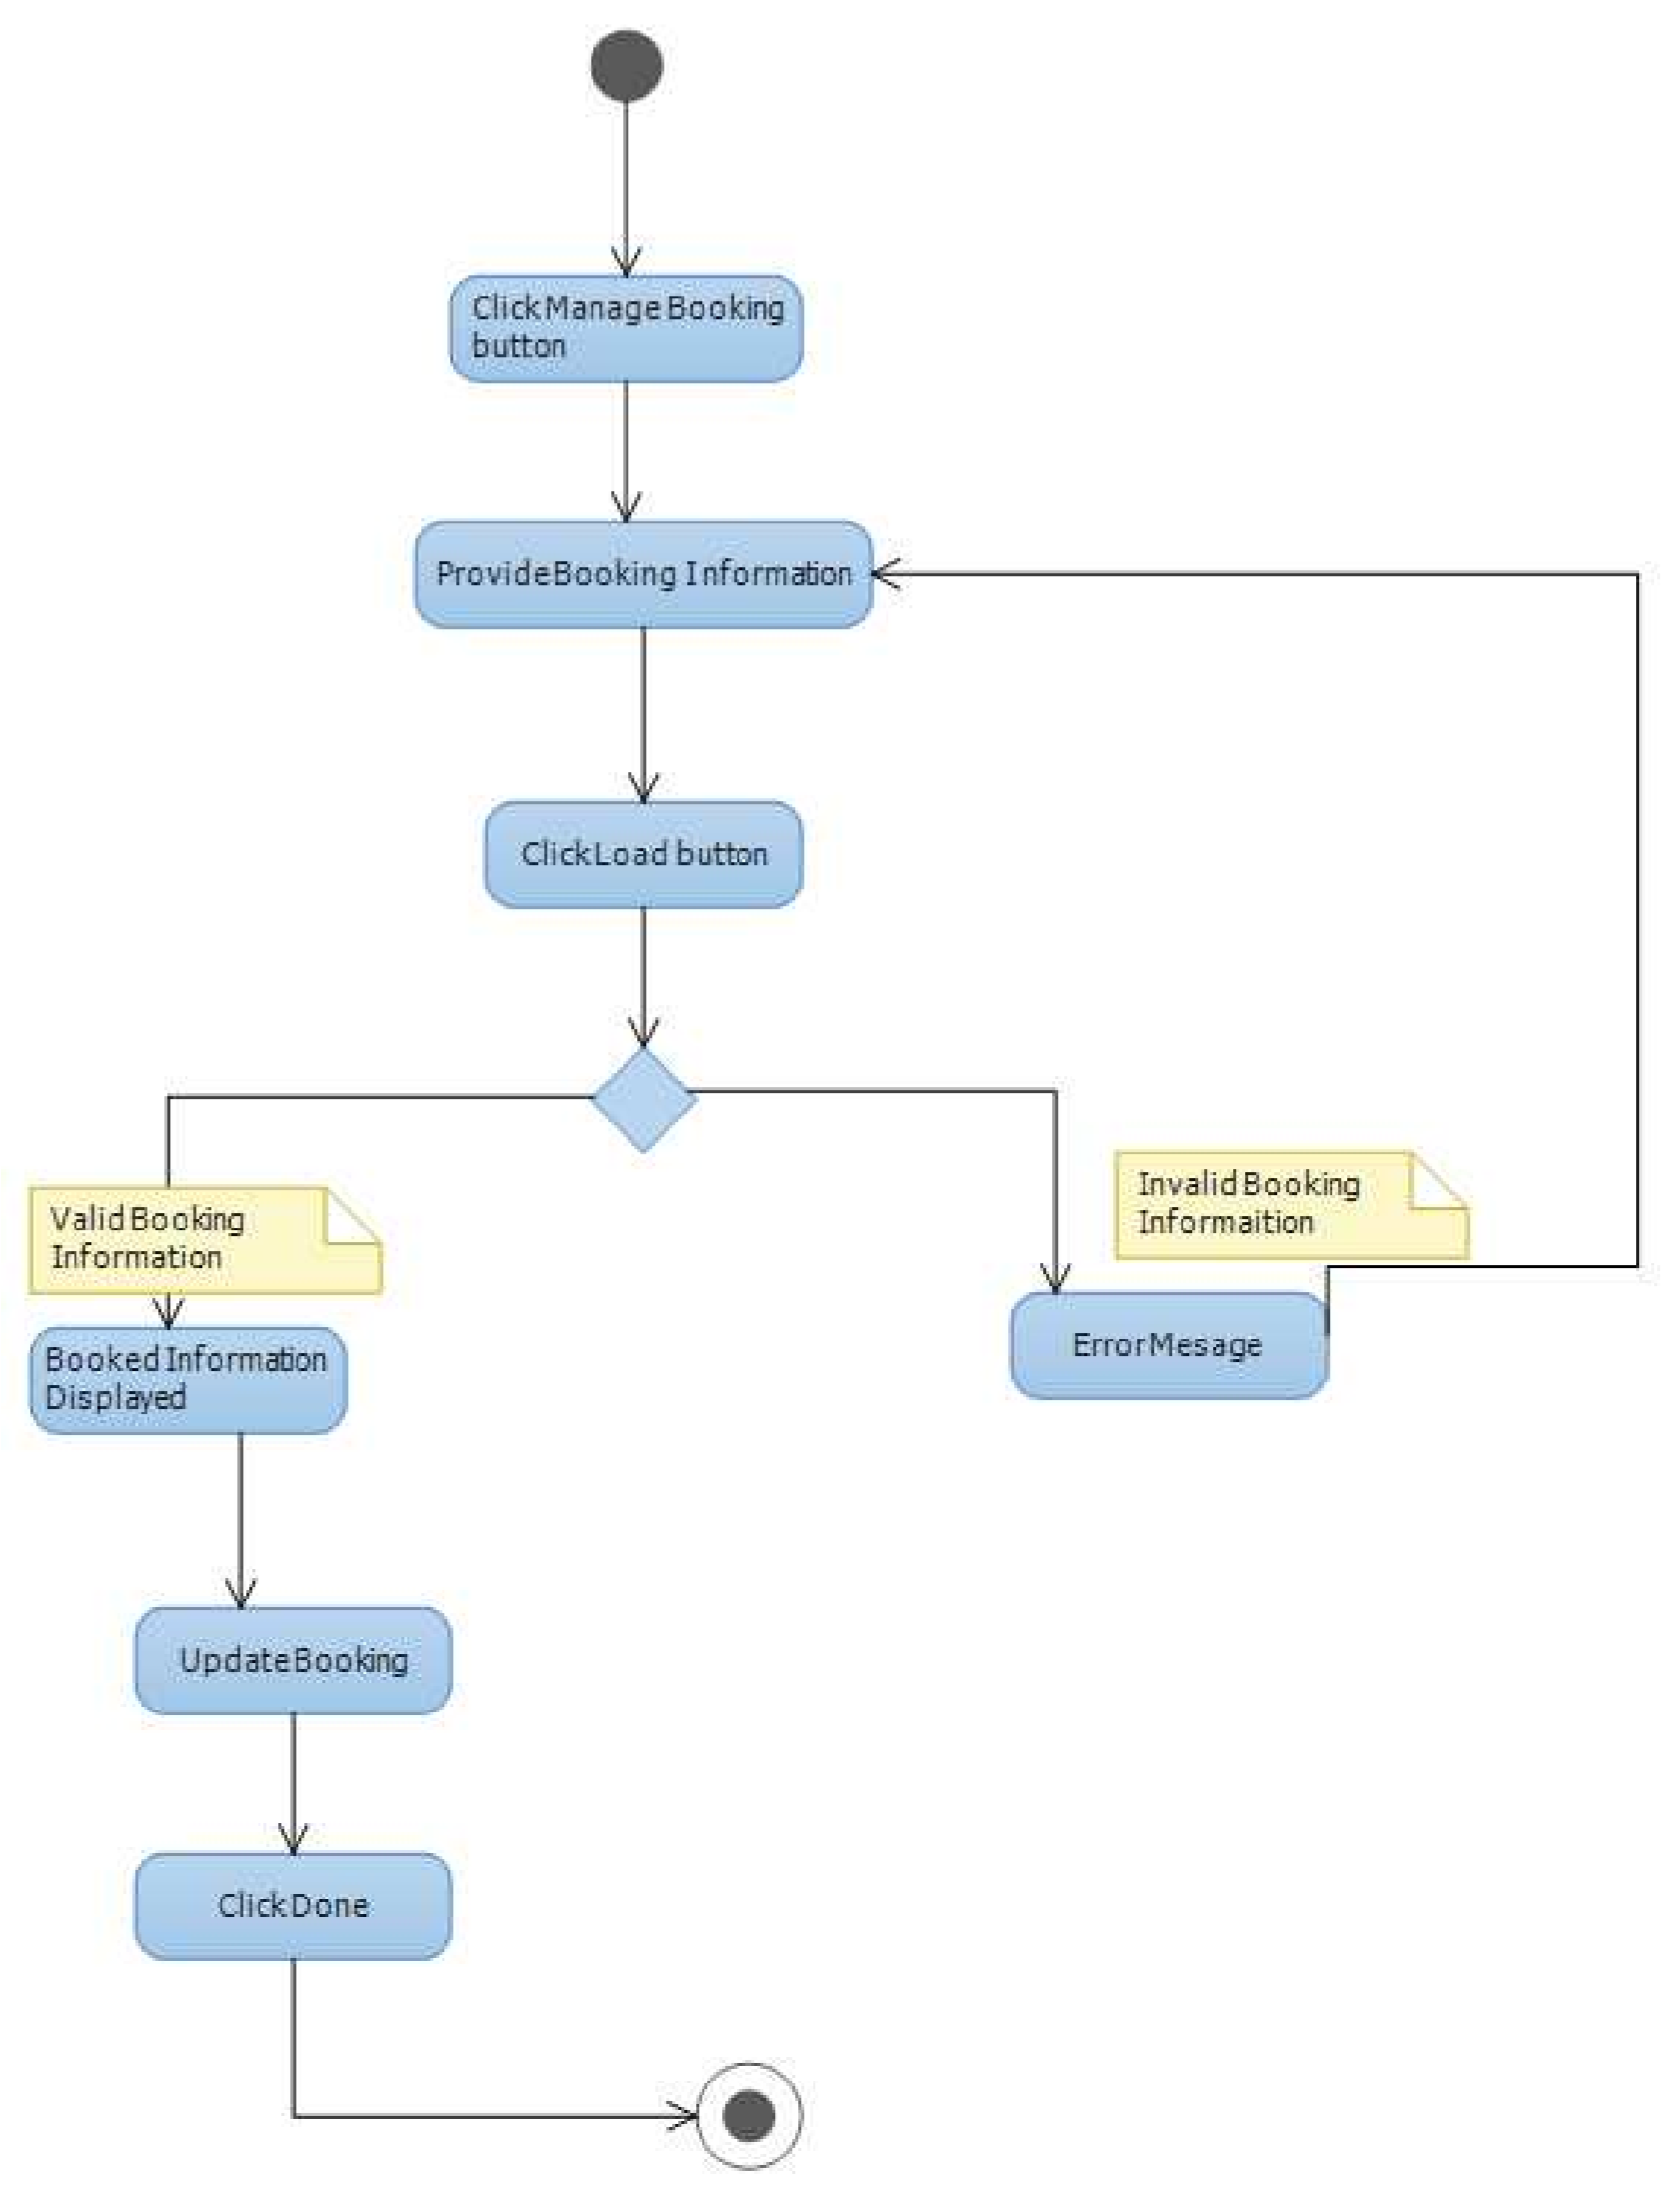 Click Manage Booking
button
Provide Booking Information
Click Load button
Valid Booking
Information
Invalid Booking
Informaition
Booked Information
Displayed
Error Mesage
Update Booking
Click Done